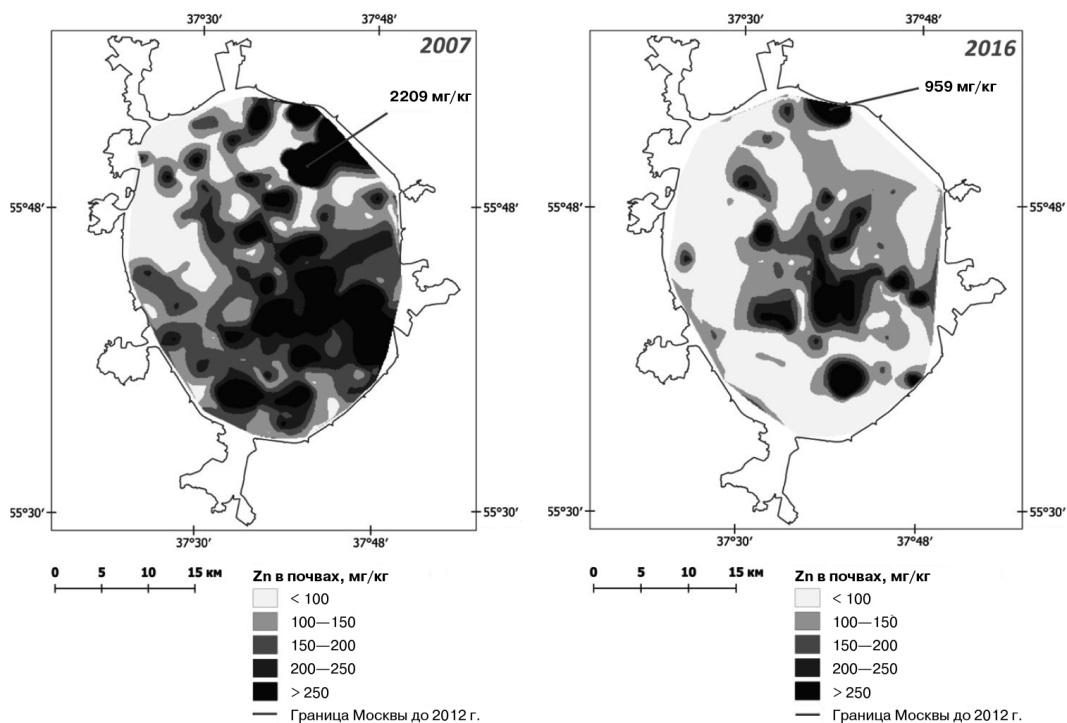 37°30′ 37°48′
2007
2209 мг/кг
55°48′ 55°48′
55°30′ 55°30′
37°30′ 37°48′
0 5 10 15 км
Zn в почвах, мг/кг
< 100
100—150
150—200
200—250
> 250
Граница Москвы до 2012 г.
37°30′ 37°48′
2016
959 мг/кг
55°48′
55°30′
37°30′ 37°48′
0 5 10 15 км
Zn в почвах, мг/кг
< 100
100—150
150—200
200—250
> 250
Граница Москвы до 2012 г.